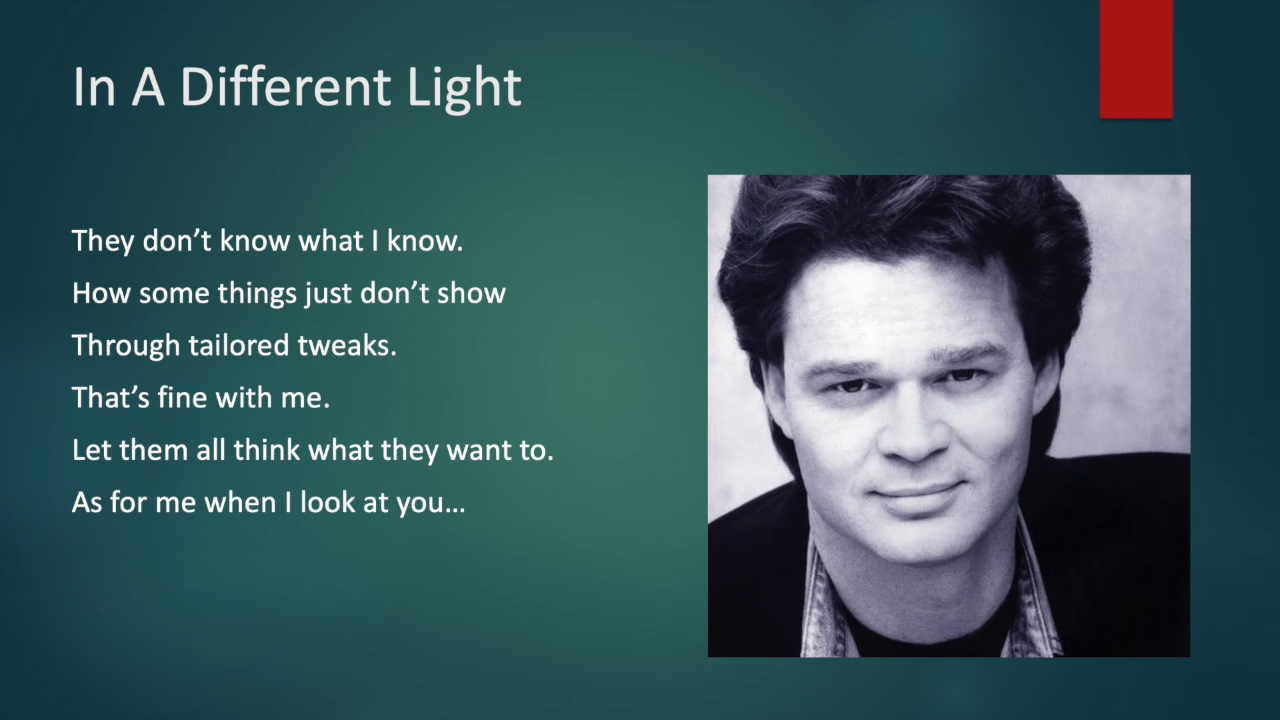 In A Different Light
They don’t know what I know.
How some things just don’t show
Through tailored tweaks.
That’s fine with me.
Let them all think what they want to.
As for me when I look at you…